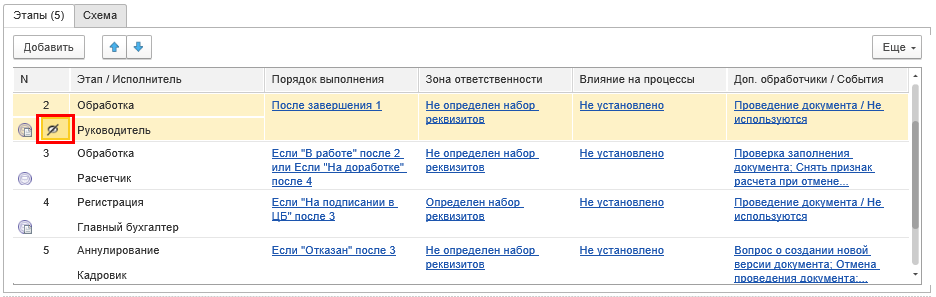 Этапы (5) Схема
Добавить Еще
N Этап / Исполнитель Порядок выполнения Зона ответственности Влияние на процессы Доп. обработчики / События
2 Обработка После завершения 1 Не определен набор реквизитов Не установлено Проведение документа / Не используются
Руководитель
3 Обработка Если "В работе" после 2 или Если "На доработке" после 4 Не определен набор реквизитов Не установлено Проверка заполнения документа; Снять признак расчета при отмене...
Расчетчик
4 Регистрация Если "На подписании в ЦБ" после 3 Определен набор реквизитов Не установлено Проведение документа / Не используются
Главный бухгалтер
5 Аннулирование Если "Отказан" после 3 Не определен набор реквизитов Не установлено Вопрос о создании новой версии документа; Отмена проведения документа;...
Кадровик